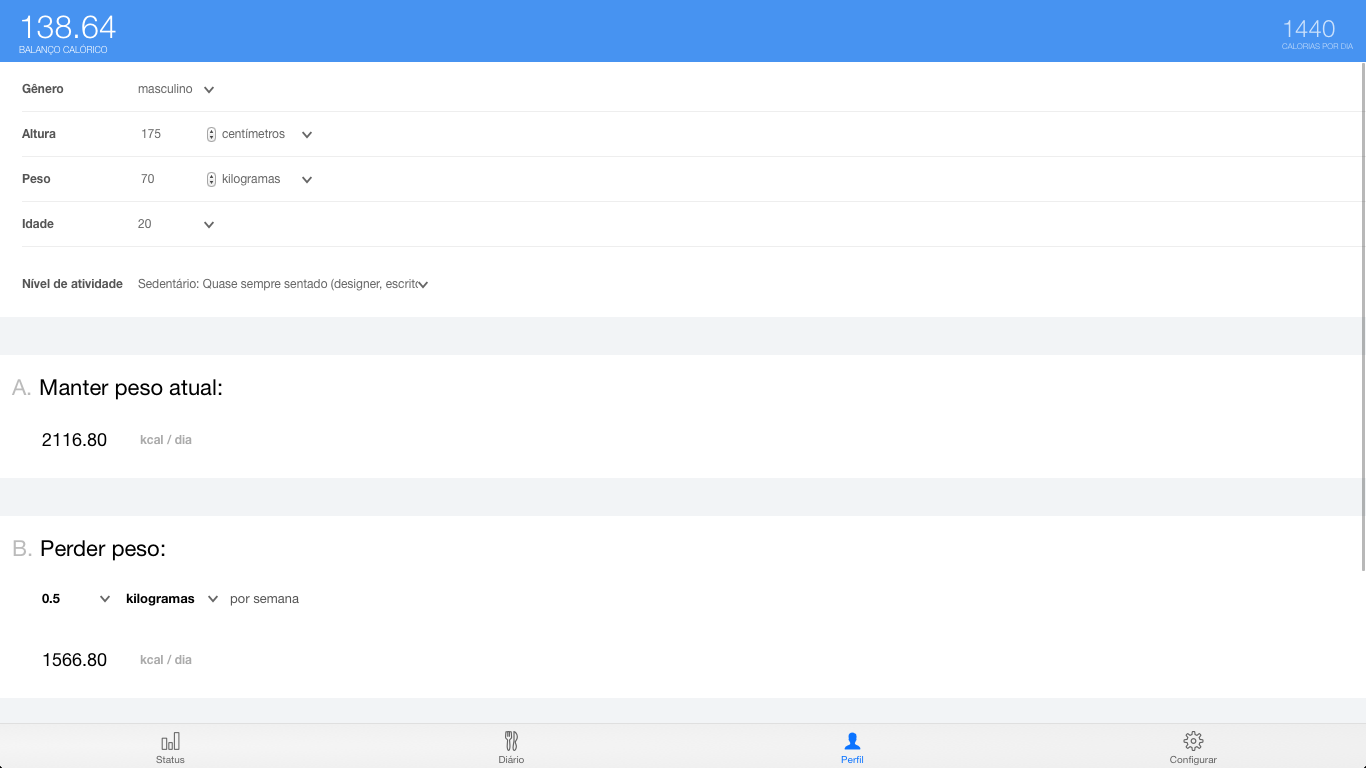 138.64
BALANÇO CALÓRICO
1440
CALORIAS POR DIA
Gênero masculino
Altura 175 centímetros
Peso 70 kilogramas
Idade 20
Nível de atividade Sedentário: Quase sempre sentado (designer, escrito
A. Manter peso atual:
2116.80 kcal / dia
B. Perder peso:
0.5 kilogramas por semana
1566.80 kcal / dia
Status Diário Perfil Configurar